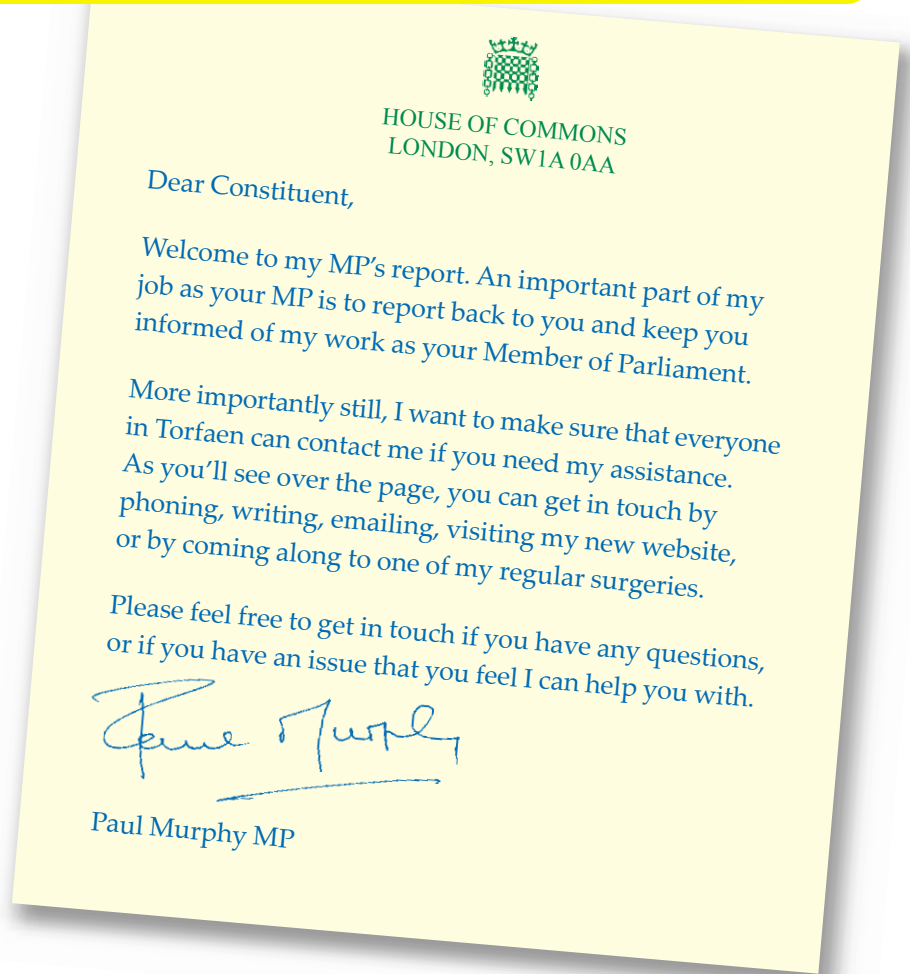 HOUSE OF COMMONS
LONDON, SW1A 0AA
Dear Constituent,
Welcome to my MP’s report. An important part of my
job as your MP is to report back to you and keep you
informed of my work as your Member of Parliament.
More importantly still, I want to make sure that everyone
in Torfaen can contact me if you need my assistance.
As you’ll see over the page, you can get in touch by
phoning, writing, emailing, visiting my new website,
or by coming along to one of my regular surgeries.
Please feel free to get in touch if you have any questions,
or if you have an issue that you feel I can help you with.
Paul Murphy
Paul Murphy MP